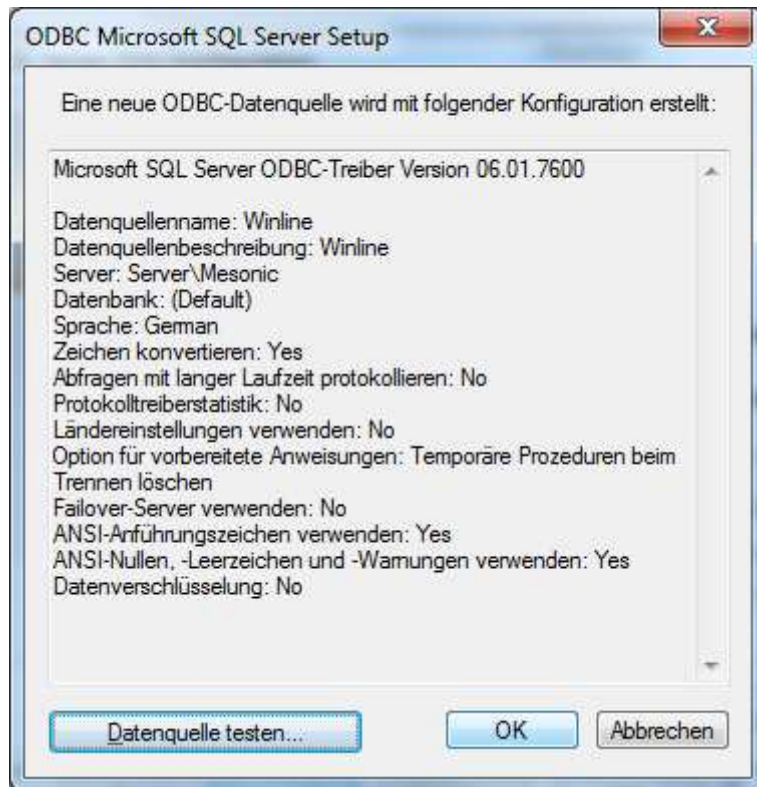 ODBC Microsoft SQL Server Setup
Eine neue ODBC-Datenquelle wird mit folgender Konfiguration erstellt:
Microsoft SQL Server ODBC-Treiber Version 06.01.7600
Datenquellenname: Winline
Datenquellenbeschreibung: Winline
Server: Server\Mesonic
Datenbank: (Default)
Sprache: German
Zeichen konvertieren: Yes
Abfragen mit langer Laufzeit protokollieren: No
Protokolltreiberstatistik: No
Ländereinstellungen verwenden: No
Option für vorbereitete Anweisungen: Temporäre Prozeduren beim
Trennen löschen
Failover-Server verwenden: No
ANSI-Anführungszeichen verwenden: Yes
ANSI-Nullen, -Leerzeichen und -Warnungen verwenden: Yes
Datenverschlüsselung: No
Datenquelle testen... OK Abbrechen